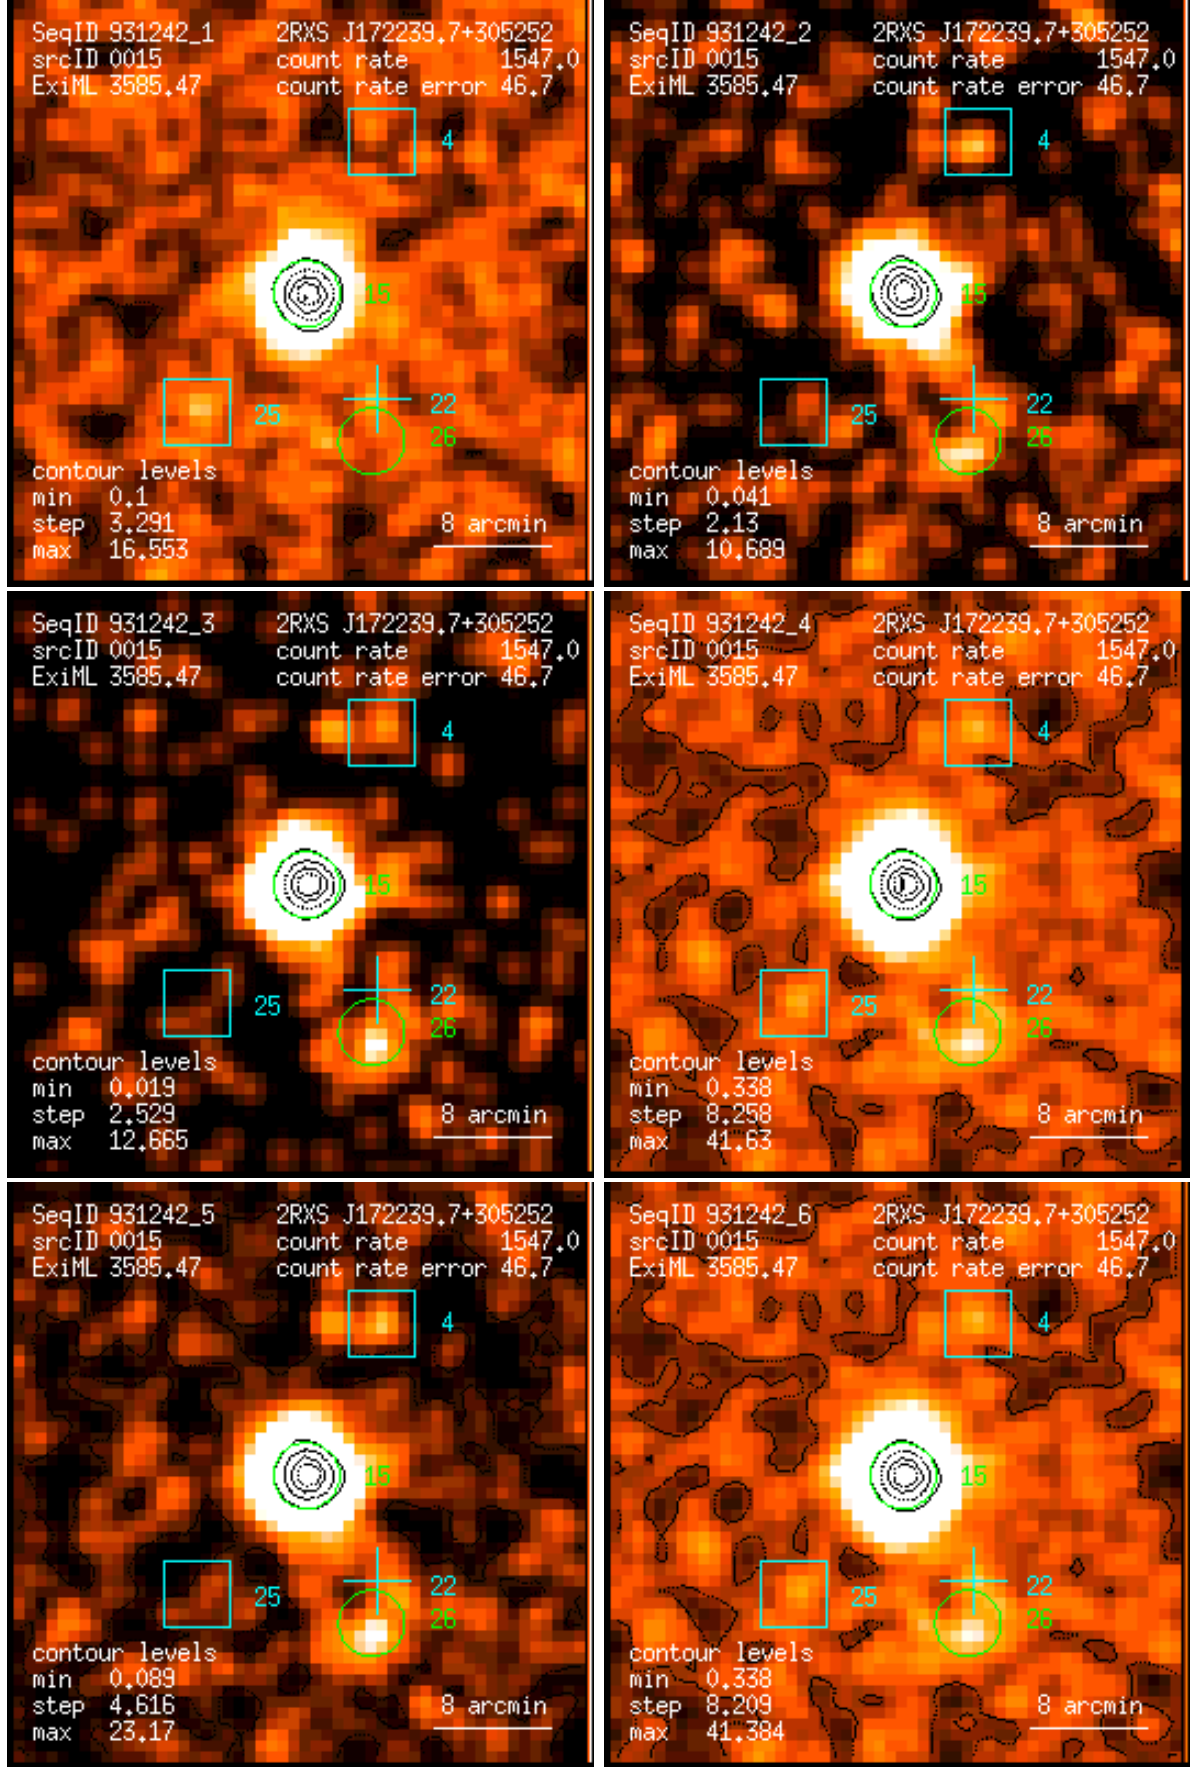 SeqID 931242_1 2RXS J172239.7+305252
srcID 0015 count rate 1547.0
ExiML 3585.47 count rate error 46.7
4
15
25 22
26
contour levels
min 0.1
step 3.291 8 arcmin
max 16.553
SeqID 931242_2 2RXS J172239.7+305252
srcID 0015 count rate 1547.0
ExiML 3585.47 count rate error 46.7
4
15
25 22
26
contour levels
min 0.041
step 2.13 8 arcmin
max 10.689
SeqID 931242_3 2RXS J172239.7+305252
srcID 0015 count rate 1547.0
ExiML 3585.47 count rate error 46.7
4
15
25 22
26
contour levels
min 0.019
step 2.529 8 arcmin
max 12.665
SeqID 931242_4 2RXS J172239.7+305252
srcID 0015 count rate 1547.0
ExiML 3585.47 count rate error 46.7
4
15
25 22
26
contour levels
min 0.338
step 8.258 8 arcmin
max 41.63
SeqID 931242_5 2RXS J172239.7+305252
srcID 0015 count rate 1547.0
ExiML 3585.47 count rate error 46.7
4
15
25 22
26
contour levels
min 0.089
step 4.616 8 arcmin
max 23.17
SeqID 931242_6 2RXS J172239.7+305252
srcID 0015 count rate 1547.0
ExiML 3585.47 count rate error 46.7
4
15
25 22
26
contour levels
min 0.338
step 8.209 8 arcmin
max 41.384